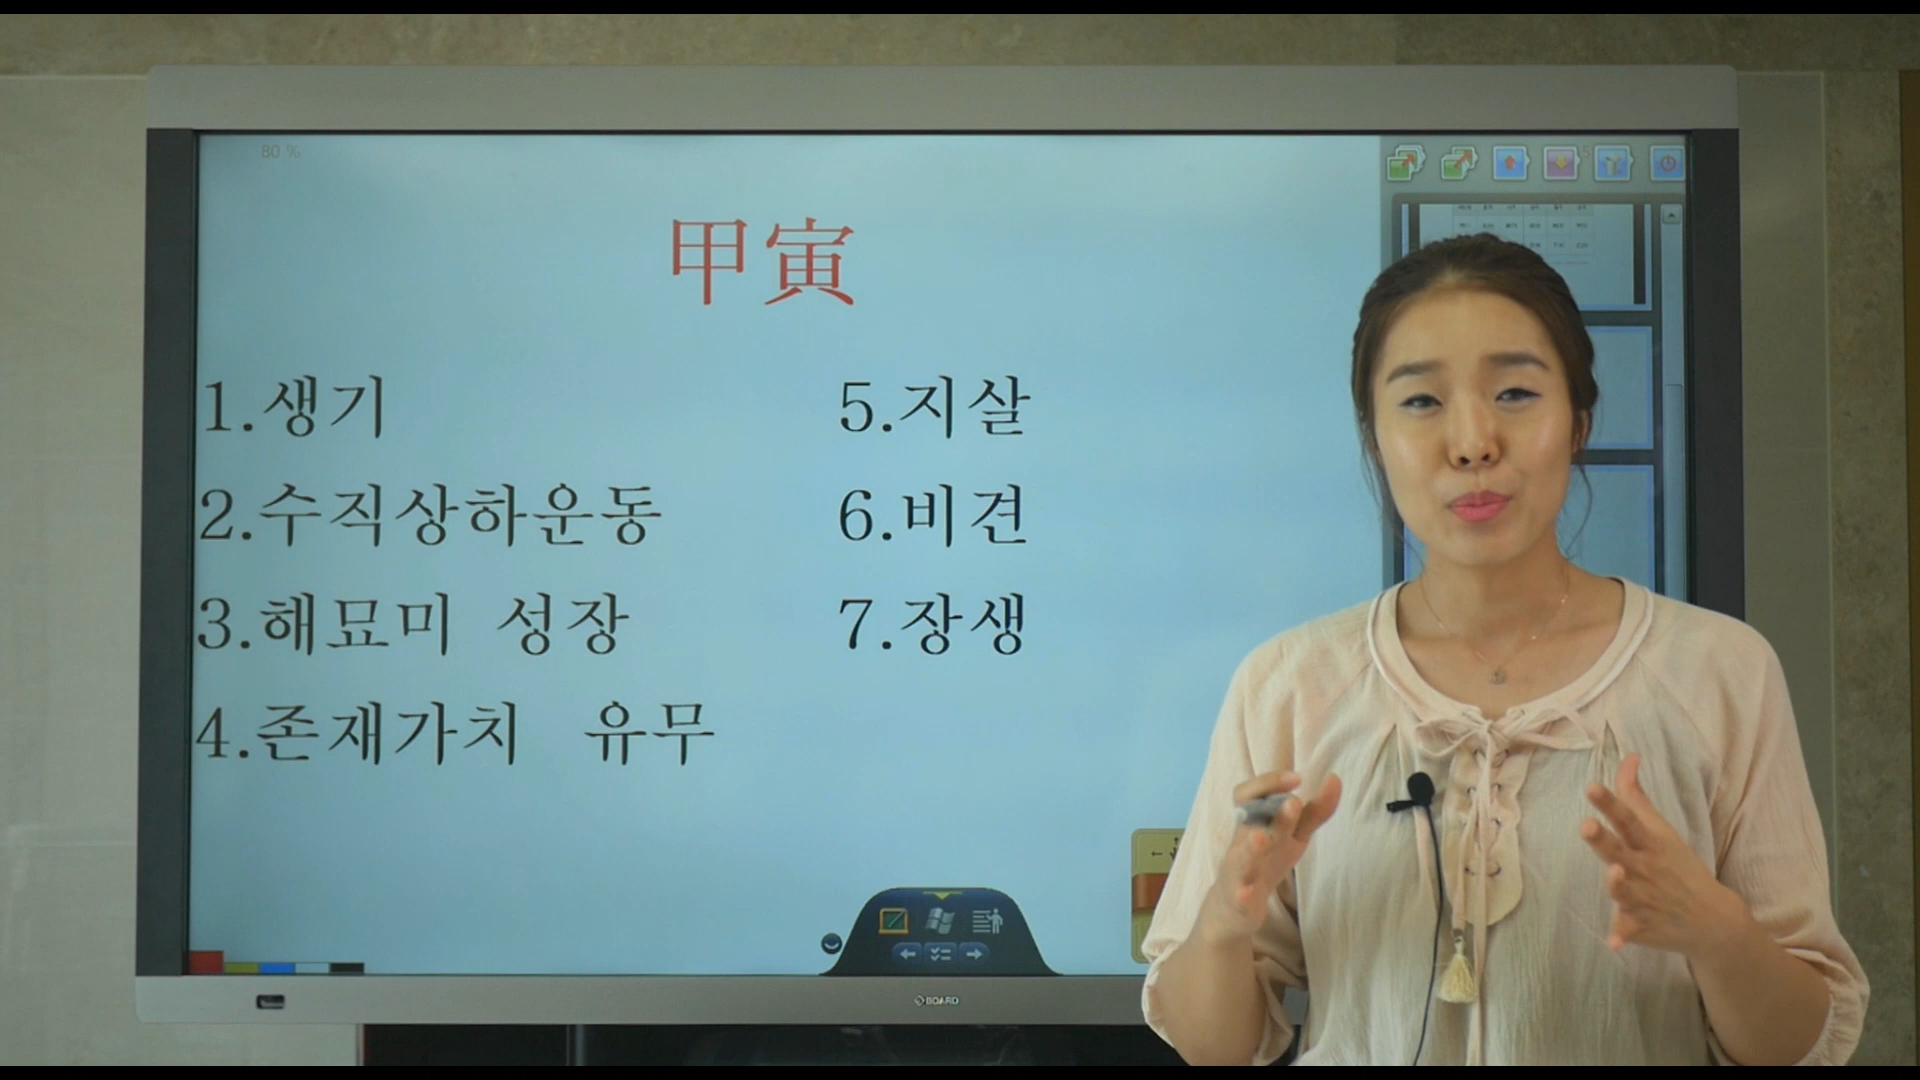 80 %
甲寅
1.생기
2.수직상하운동
3.해묘미 성장
4.존재가치 유무
5.지살
6.비견
7.장생
BOARD